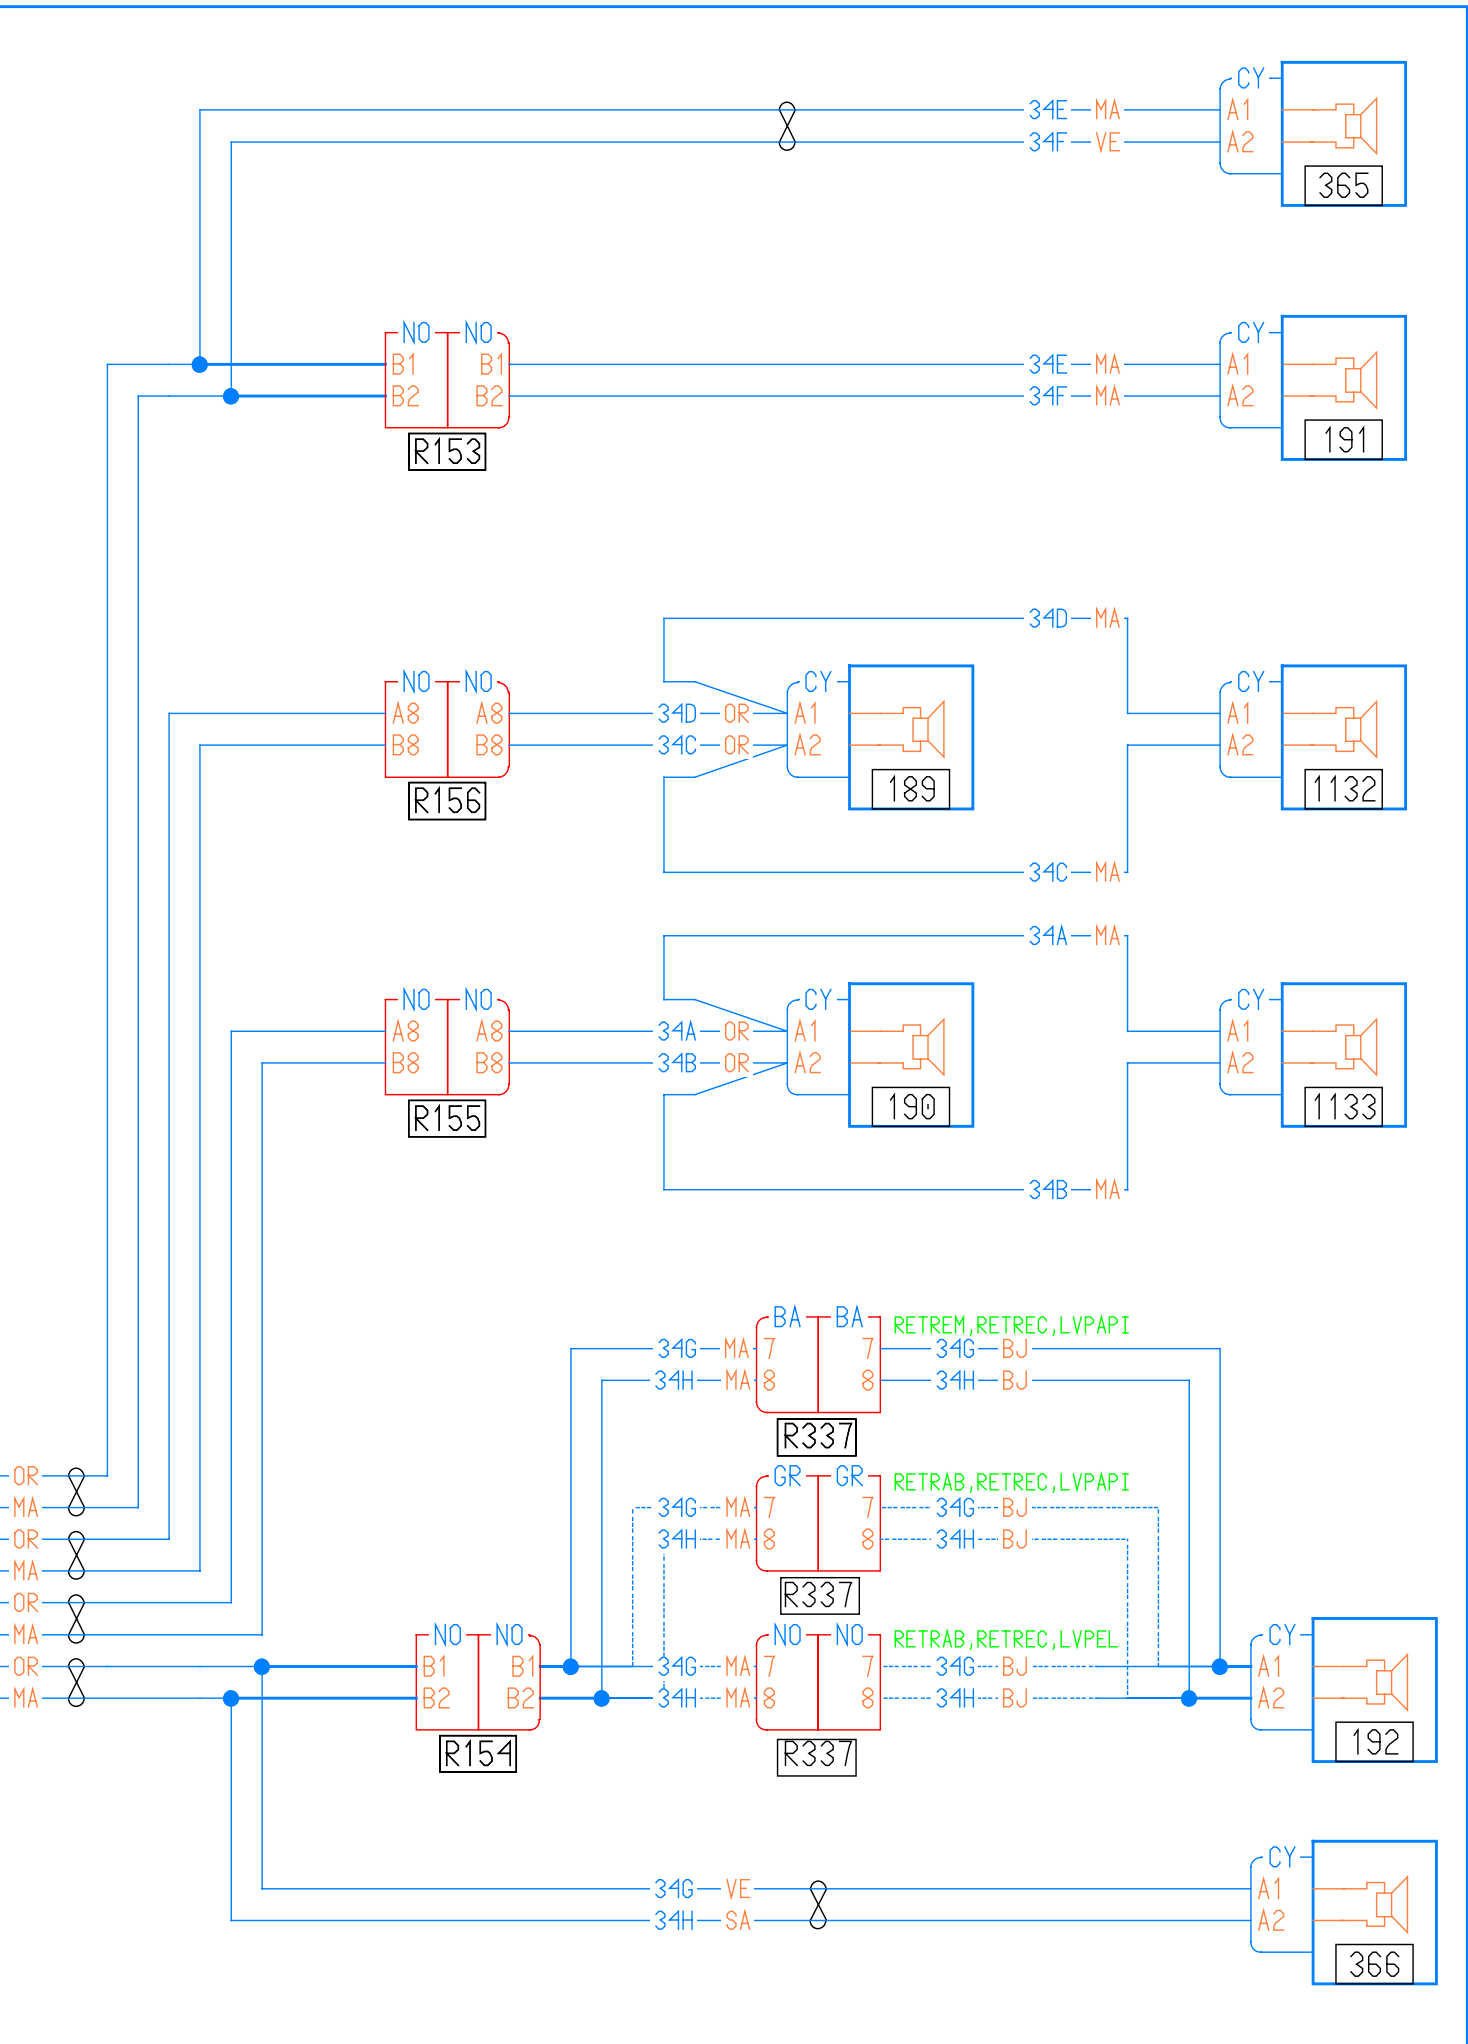 CY
34E MA A1
34F VE A2
365
NO NO CY
B1 B1 34E MA A1
B2 B2 34F MA A2
R153 191
34D MA
NO NO CY CY
A8 A8 34D OR A1 A1
B8 B8 34C OR A2 A2
R156 189 1132
34C MA
34A MA
NO NO CY CY
A8 A8 34A OR A1 A1
B8 B8 34B OR A2 A2
R155 190 1133
34B MA
BA BA RETREM,RETREC,LVPAPI
34G MA 7 7 34G BJ
34H MA 8 8 34H BJ
R337
OR GR GR RETRAB,RETREC,LVPAPI
MA 34G MA 7 7 34G BJ
OR 34H MA 8 8 34H BJ
MA
OR R337
MA NO NO NO NO RETRAB,RETREC,LVPEL CY
OR B1 B1 34G MA 7 7 34G BJ A1
MA B2 B2 34H MA 8 8 34H BJ A2
R154 R337 192
CY
34G VE A1
34H SA A2
366